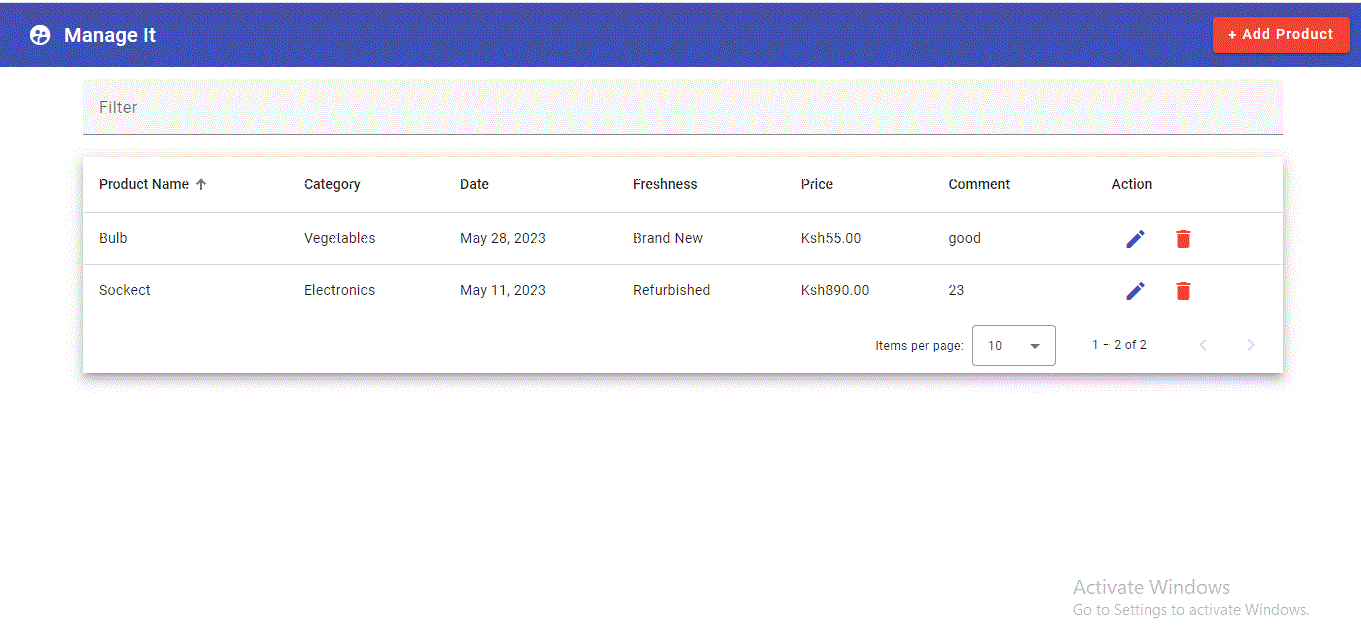 Manage It
+ Add Product
Filter
Product Name Category Date Freshness Price Comment Action
Bulb Vegetables May 28, 2023 Brand New Ksh55.00 good
Sockect Electronics May 11, 2023 Refurbished Ksh890.00 23
Items per page: 10 1 – 2 of 2
Activate Windows
Go to Settings to activate Windows.